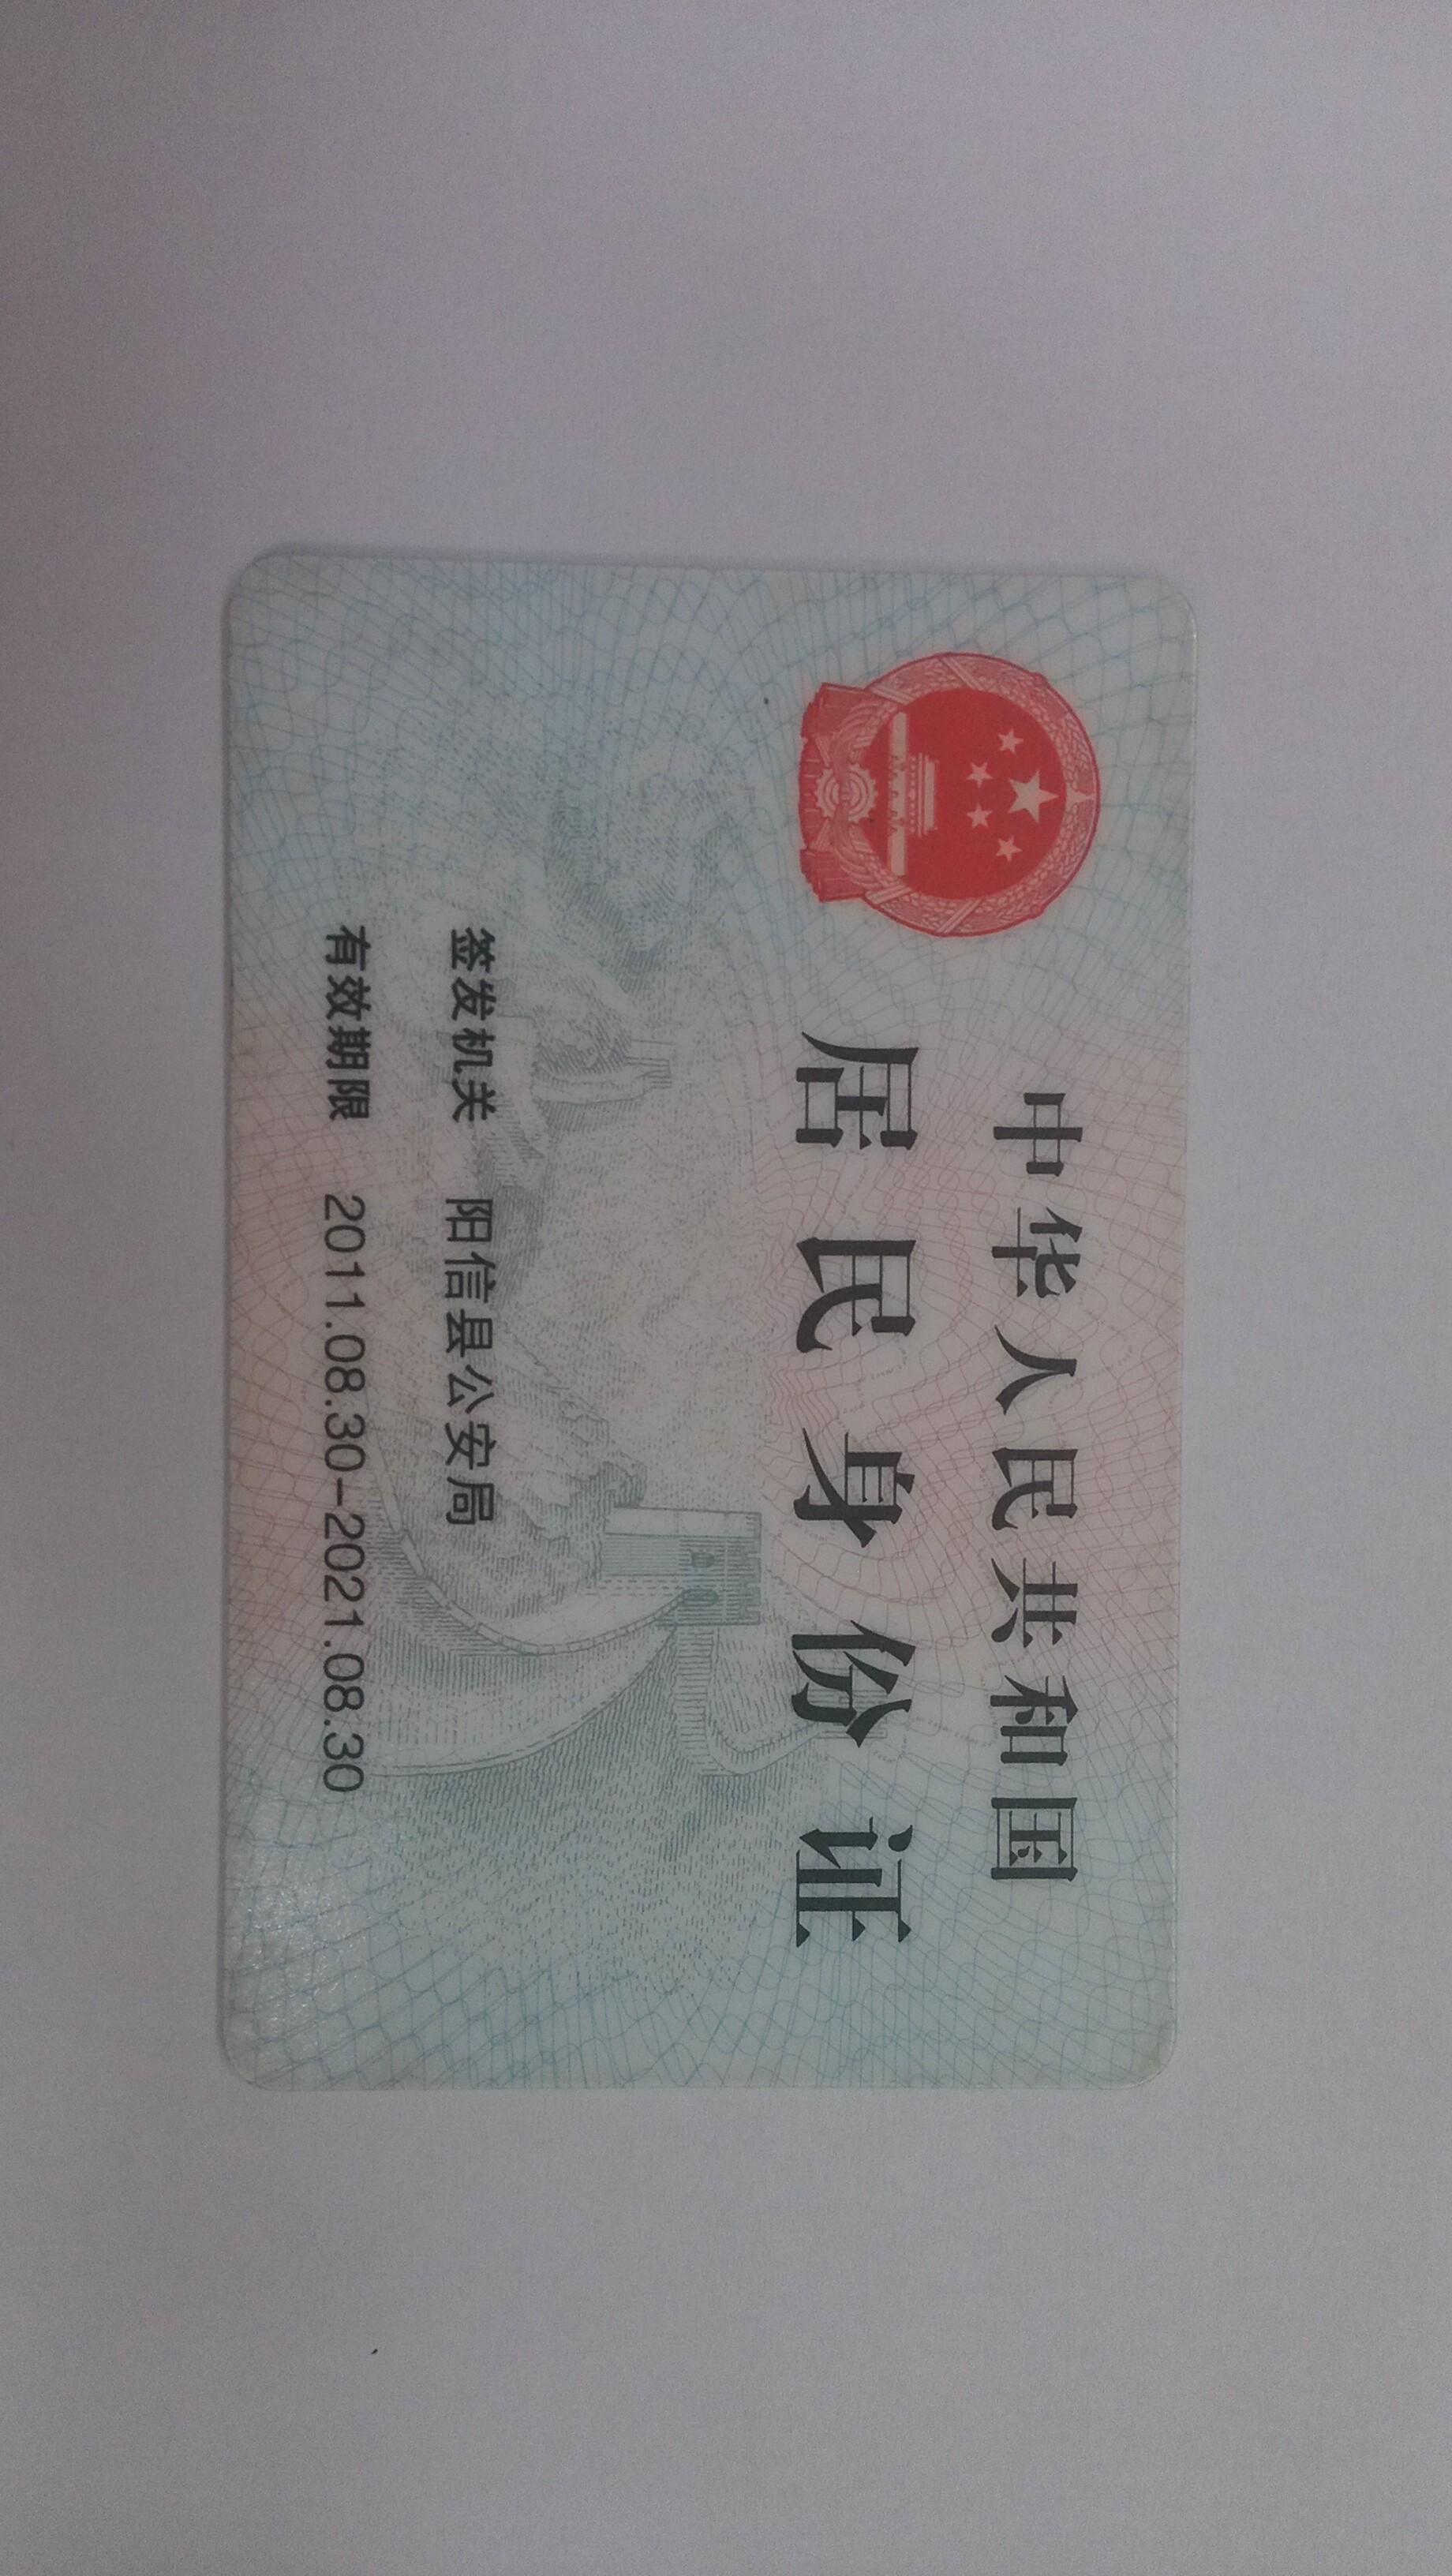 中华人民共和国
居民身份证
签发机关 阳信县公安局
有效期限 2011.08.30-2021.08.30